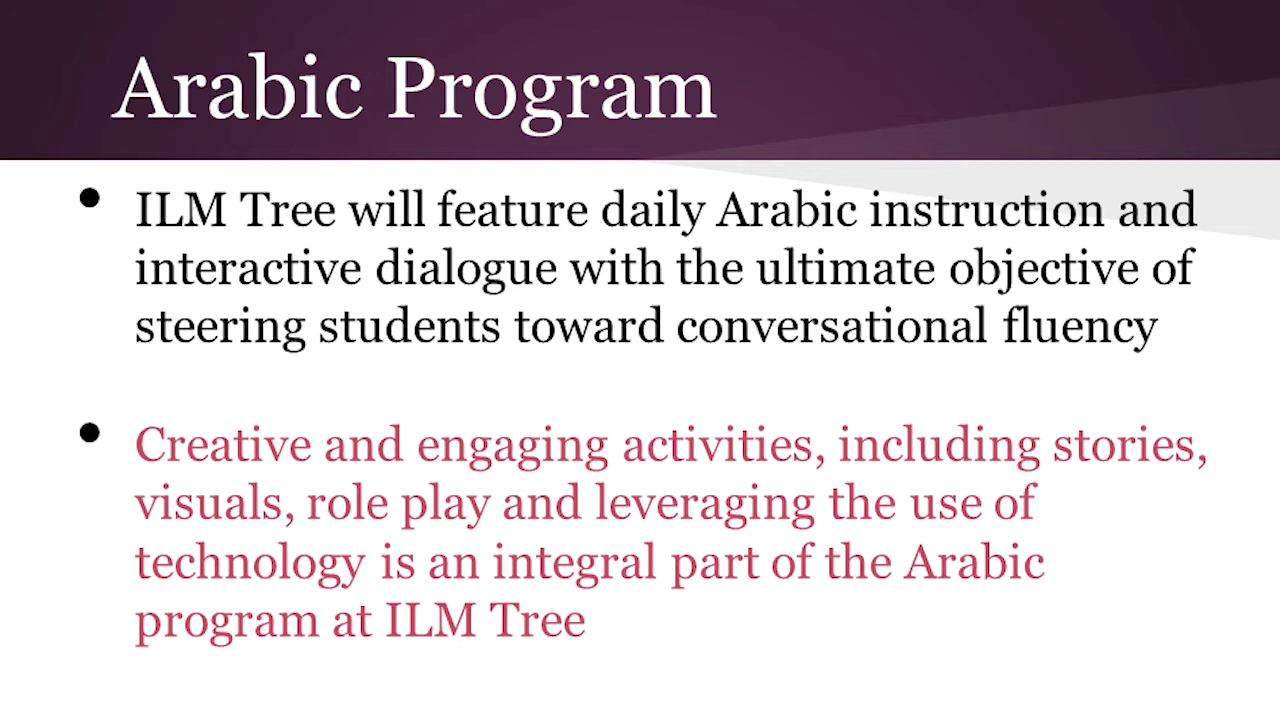 Arabic Program
• ILM Tree will feature daily Arabic instruction and
interactive dialogue with the ultimate objective of
steering students toward conversational fluency
• Creative and engaging activities, including stories,
visuals, role play and leveraging the use of
technology is an integral part of the Arabic
program at ILM Tree